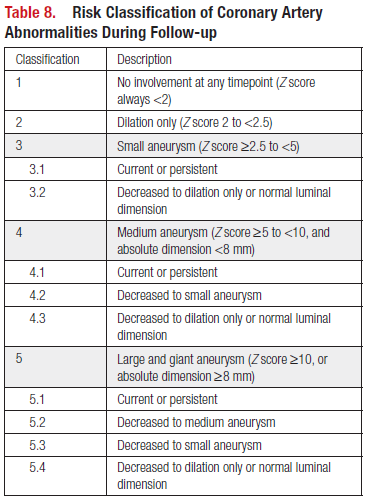 Table 8. Risk Classification of Coronary Artery
Abnormalities During Follow-up
Classification Description
1 No involvement at any timepoint (Z score
always <2)
2 Dilation only (Z score 2 to <2.5)
3 Small aneurysm (Z score ≥2.5 to <5)
3.1 Current or persistent
3.2 Decreased to dilation only or normal luminal
dimension
4 Medium aneurysm (Z score ≥5 to <10, and
absolute dimension <8 mm)
4.1 Current or persistent
4.2 Decreased to small aneurysm
4.3 Decreased to dilation only or normal luminal
dimension
5 Large and giant aneurysm (Z score ≥10, or
absolute dimension ≥8 mm)
5.1 Current or persistent
5.2 Decreased to medium aneurysm
5.3 Decreased to small aneurysm
5.4 Decreased to dilation only or normal luminal
dimension